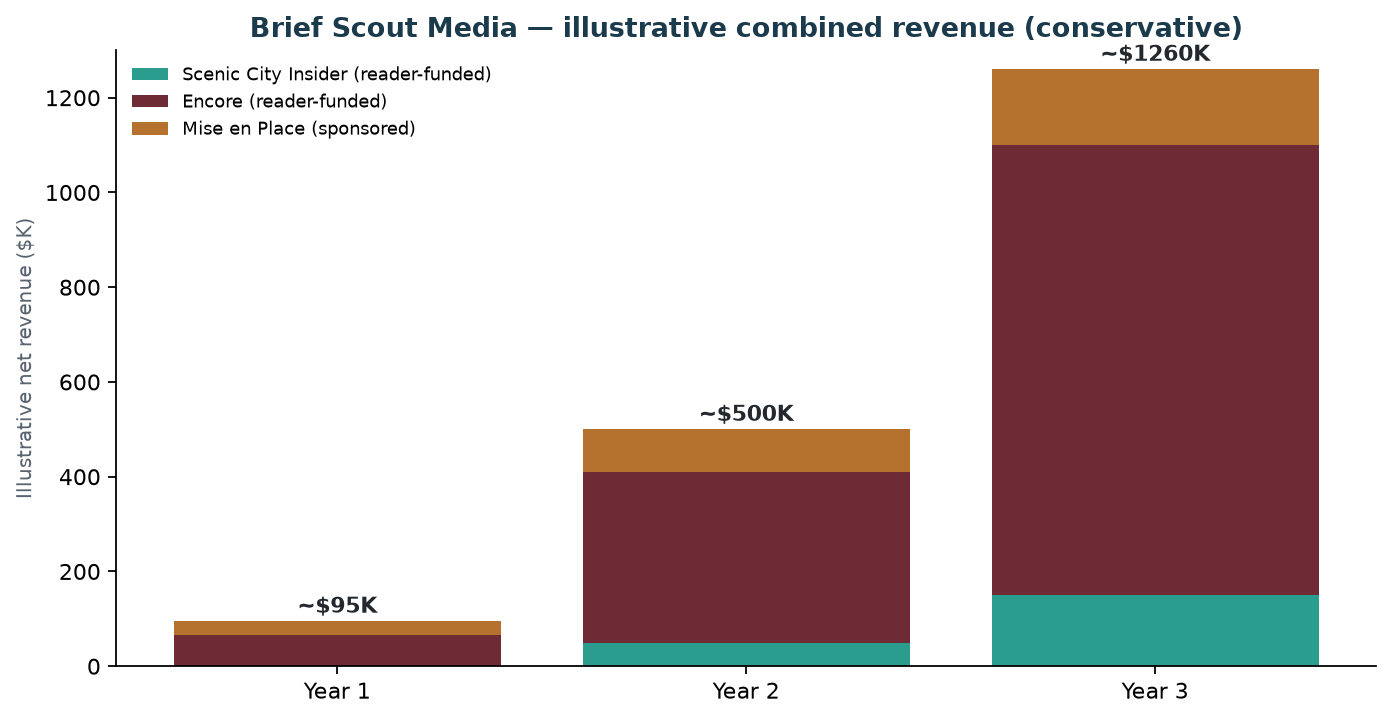 Brief Scout Media — illustrative combined revenue (conservative)
~$1260K
Scenic City Insider (reader-funded)
Encore (reader-funded)
Mise en Place (sponsored)
1200
1000
800
600
400
200
0
Illustrative net revenue ($K)
~$500K
~$95K
Year 1
Year 2
Year 3